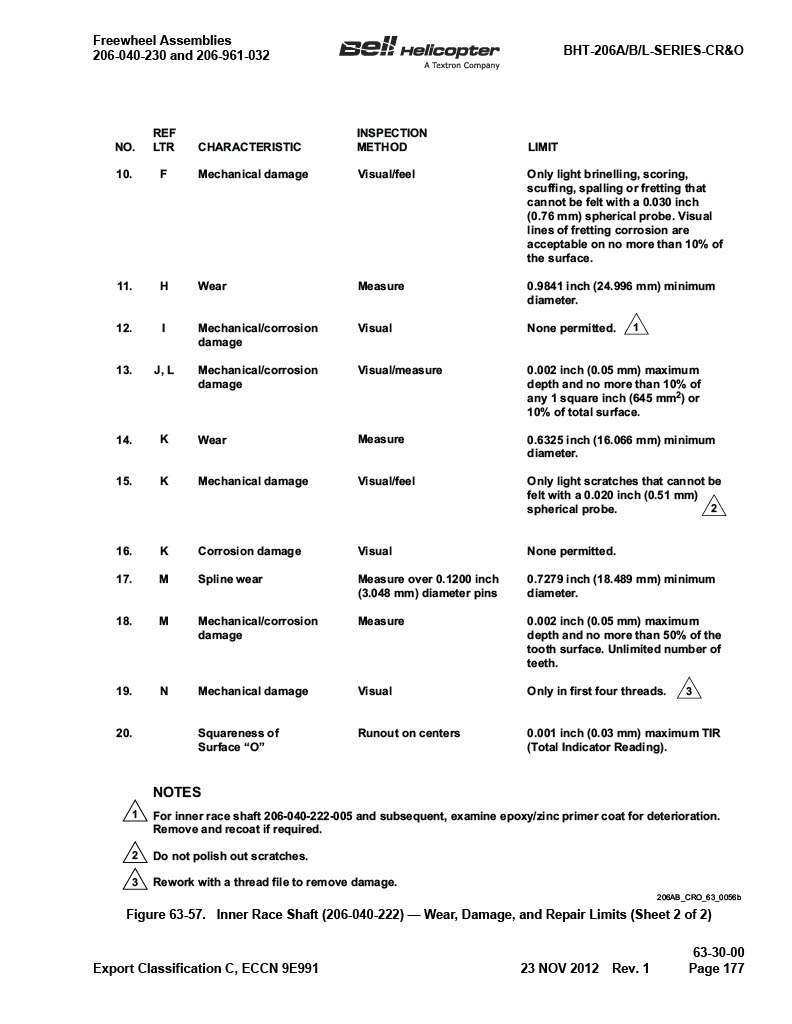 Freewheel Assemblies
206-040-230 and 206-961-032
Bell Helicopter
A Textron Company
BHT-206A/B/L-SERIES-CR&O
NO. REF LTR CHARACTERISTIC INSPECTION METHOD LIMIT
10. F Mechanical damage Visual/feel Only light brinelling, scoring,
scuffing, spalling or fretting that
cannot be felt with a 0.030 inch
(0.76 mm) spherical probe. Visual
lines of fretting corrosion are
acceptable on no more than 10% of
the surface.
11. H Wear Measure 0.9841 inch (24.996 mm) minimum
diameter.
12. I Mechanical/corrosion Visual None permitted. 1
damage
13. J, L Mechanical/corrosion Visual/measure 0.002 inch (0.05 mm) maximum
damage depth and no more than 10% of
any 1 square inch (645 mm²) or
10% of total surface.
14. K Wear Measure 0.6325 inch (16.066 mm) minimum
diameter.
15. K Mechanical damage Visual/feel Only light scratches that cannot be
felt with a 0.020 inch (0.51 mm)
spherical probe. 2
16. K Corrosion damage Visual None permitted.
17. M Spline wear Measure over 0.1200 inch 0.7279 inch (18.489 mm) minimum
(3.048 mm) diameter pins diameter.
18. M Mechanical/corrosion Measure 0.002 inch (0.05 mm) maximum
damage depth and no more than 50% of the
tooth surface. Unlimited number of
teeth.
19. N Mechanical damage Visual Only in first four threads. 3
20. Squareness of Runout on centers 0.001 inch (0.03 mm) maximum TIR
Surface “O” (Total Indicator Reading).
NOTES
1 For inner race shaft 206-040-222-005 and subsequent, examine epoxy/zinc primer coat for deterioration.
Remove and recoat if required.
2 Do not polish out scratches.
3 Rework with a thread file to remove damage.
206AB_CRO_63_0056b
Figure 63-57. Inner Race Shaft (206-040-222) — Wear, Damage, and Repair Limits (Sheet 2 of 2)
63-30-00
Export Classification C, ECCN 9E991 23 NOV 2012 Rev. 1 Page 177